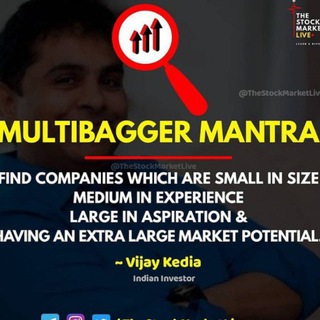 THE
STOCK
MARKET
LIVE
@TheStockMarketLive
MULTIBAGGER MANTRA
@TheStockMarketLive
FIND COMPANIES WHICH ARE SMALL IN SIZE
MEDIUM IN EXPERIENCE
LARGE IN ASPIRATION &
HAVING AN EXTRA LARGE MARKET POTENTIAL.
~ Vijay Kedia
Indian Investor